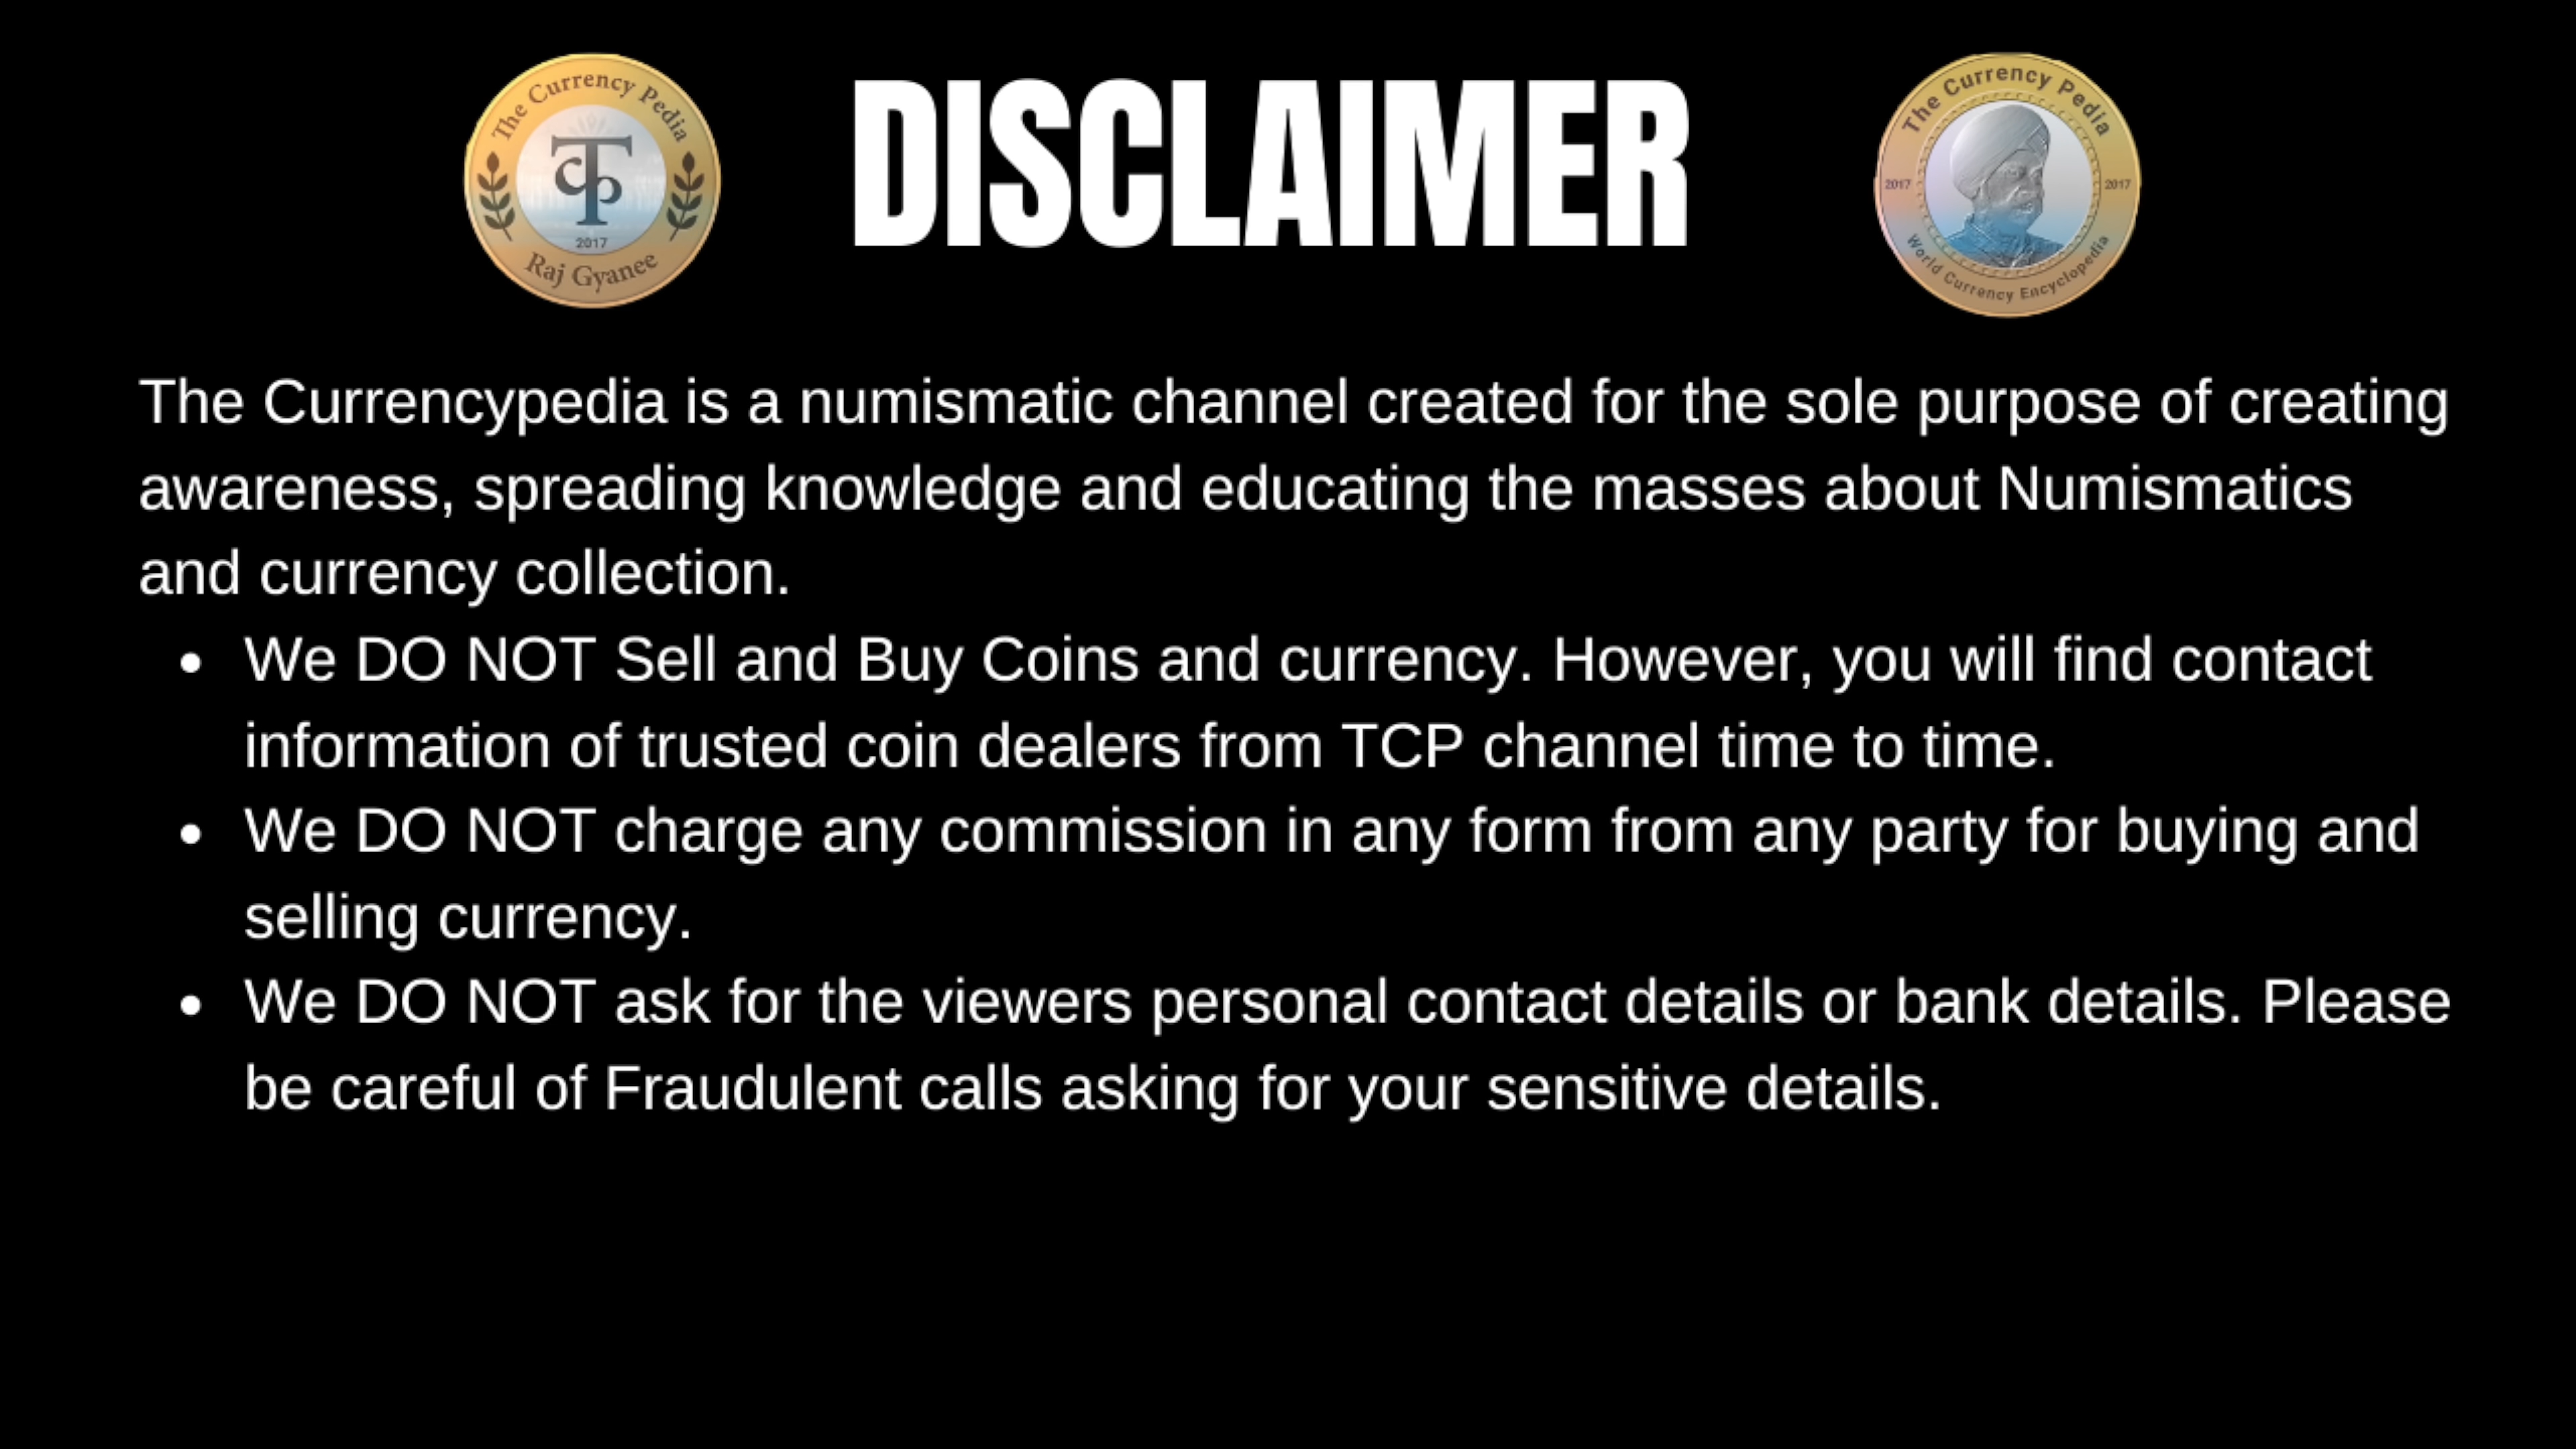 The Currency Pedia
TCP
2017
Raj Gyanee
DISCLAIMER
The Currency Pedia
2017 2017
World Currency Encyclopedia
The Currencypedia is a numismatic channel created for the sole purpose of creating
awareness, spreading knowledge and educating the masses about Numismatics
and currency collection.
• We DO NOT Sell and Buy Coins and currency. However, you will find contact
information of trusted coin dealers from TCP channel time to time.
• We DO NOT charge any commission in any form from any party for buying and
selling currency.
• We DO NOT ask for the viewers personal contact details or bank details. Please
be careful of Fraudulent calls asking for your sensitive details.